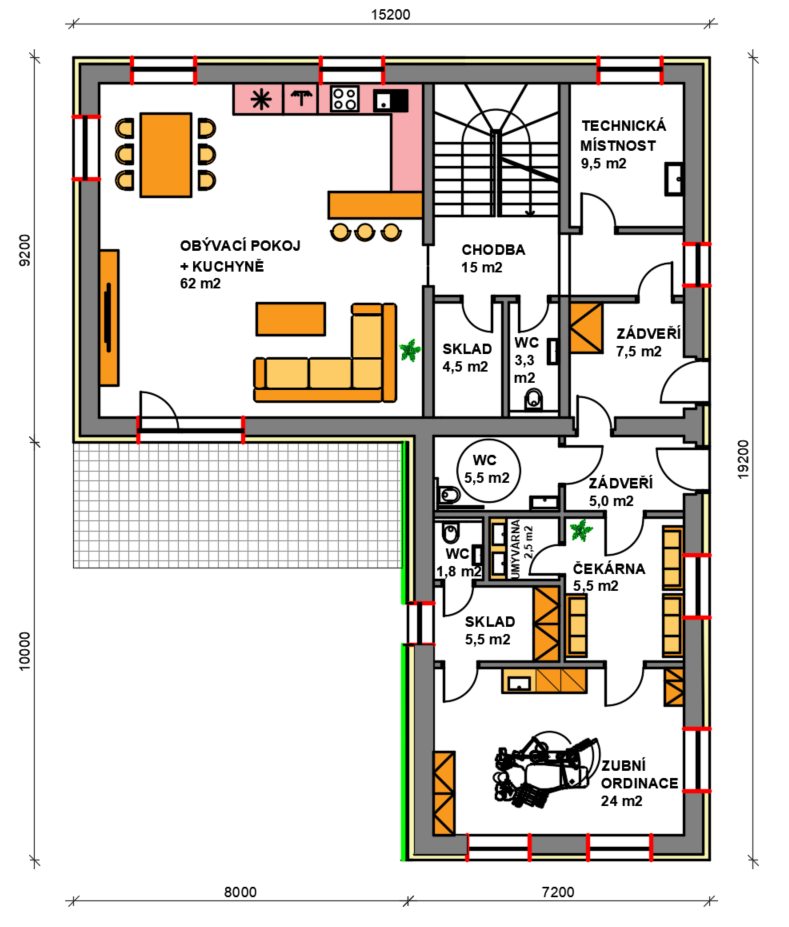 15200
TECHNICKÁ
MÍSTNOST
9,5 m2
9200
OBÝVACÍ POKOJ
+ KUCHYNĚ
62 m2
CHODBA
15 m2
ZÁDVEŘÍ
7,5 m2
SKLAD
4,5 m2
WC
3,3
m2
19200
WC
5,5 m2
ZÁDVEŘÍ
5,0 m2
UMÝVÁRNA
2,5 m2
WC
1,8 m2
ČEKÁRNA
5,5 m2
SKLAD
5,5 m2
10000
ZUBNÍ
ORDINACE
24 m2
8000
7200